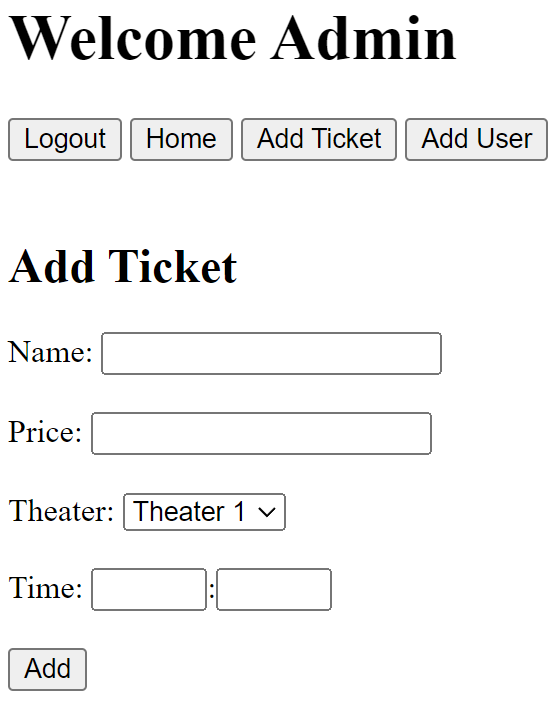 Welcome Admin
Logout Home Add Ticket Add User
Add Ticket
Name:
Price:
Theater: Theater 1
Time: :
Add